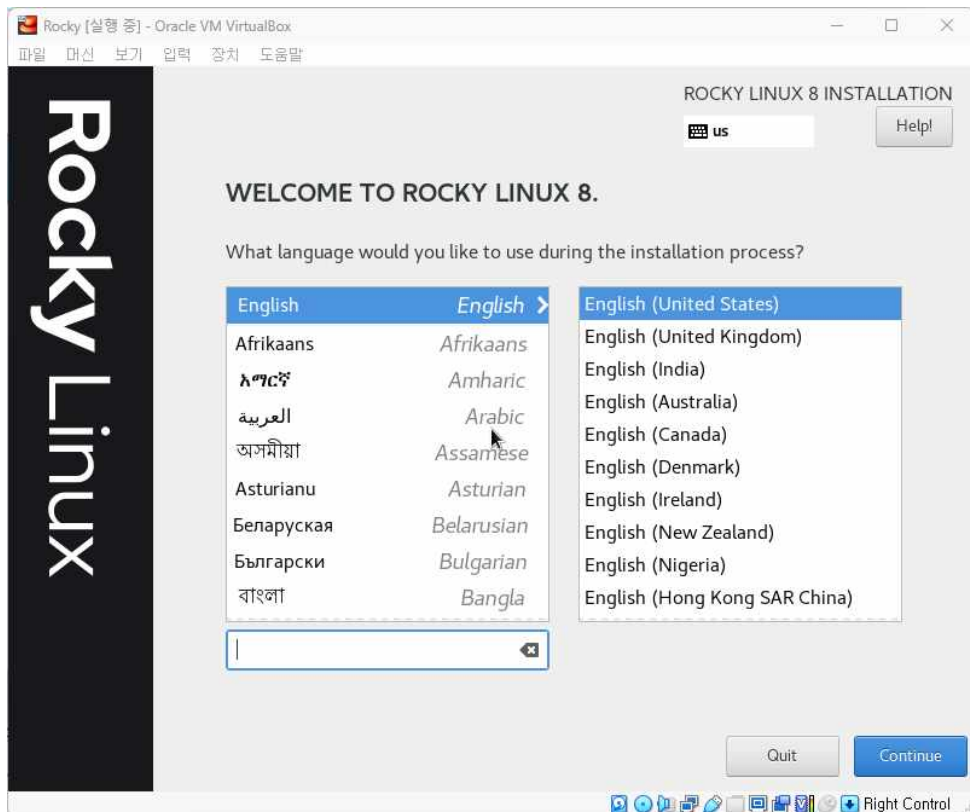 Rocky [실행 중] - Oracle VM VirtualBox
파일 머신 보기 입력 장치 도움말
Rocky Linux
ROCKY LINUX 8 INSTALLATION
us
Help!
WELCOME TO ROCKY LINUX 8.
What language would you like to use during the installation process?
English English
Afrikaans Afrikaans
አማርኛ Amharic
العربية Arabic
অসমীয়া Assamese
Asturianu Asturian
Беларуская Belarusian
Български Bulgarian
বাংলা Bangla
English (United States)
English (United Kingdom)
English (India)
English (Australia)
English (Canada)
English (Denmark)
English (Ireland)
English (New Zealand)
English (Nigeria)
English (Hong Kong SAR China)
Quit
Continue
Right Control